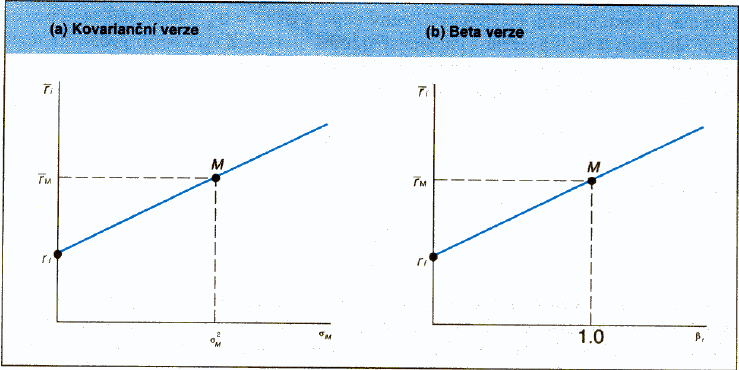 (a) Kovarianční verze
(b) Beta verze
r̅ᵢ
M
r̅M
rf
σ²M
σiM
r̅ᵢ
M
r̅M
rf
1.0
βᵢ